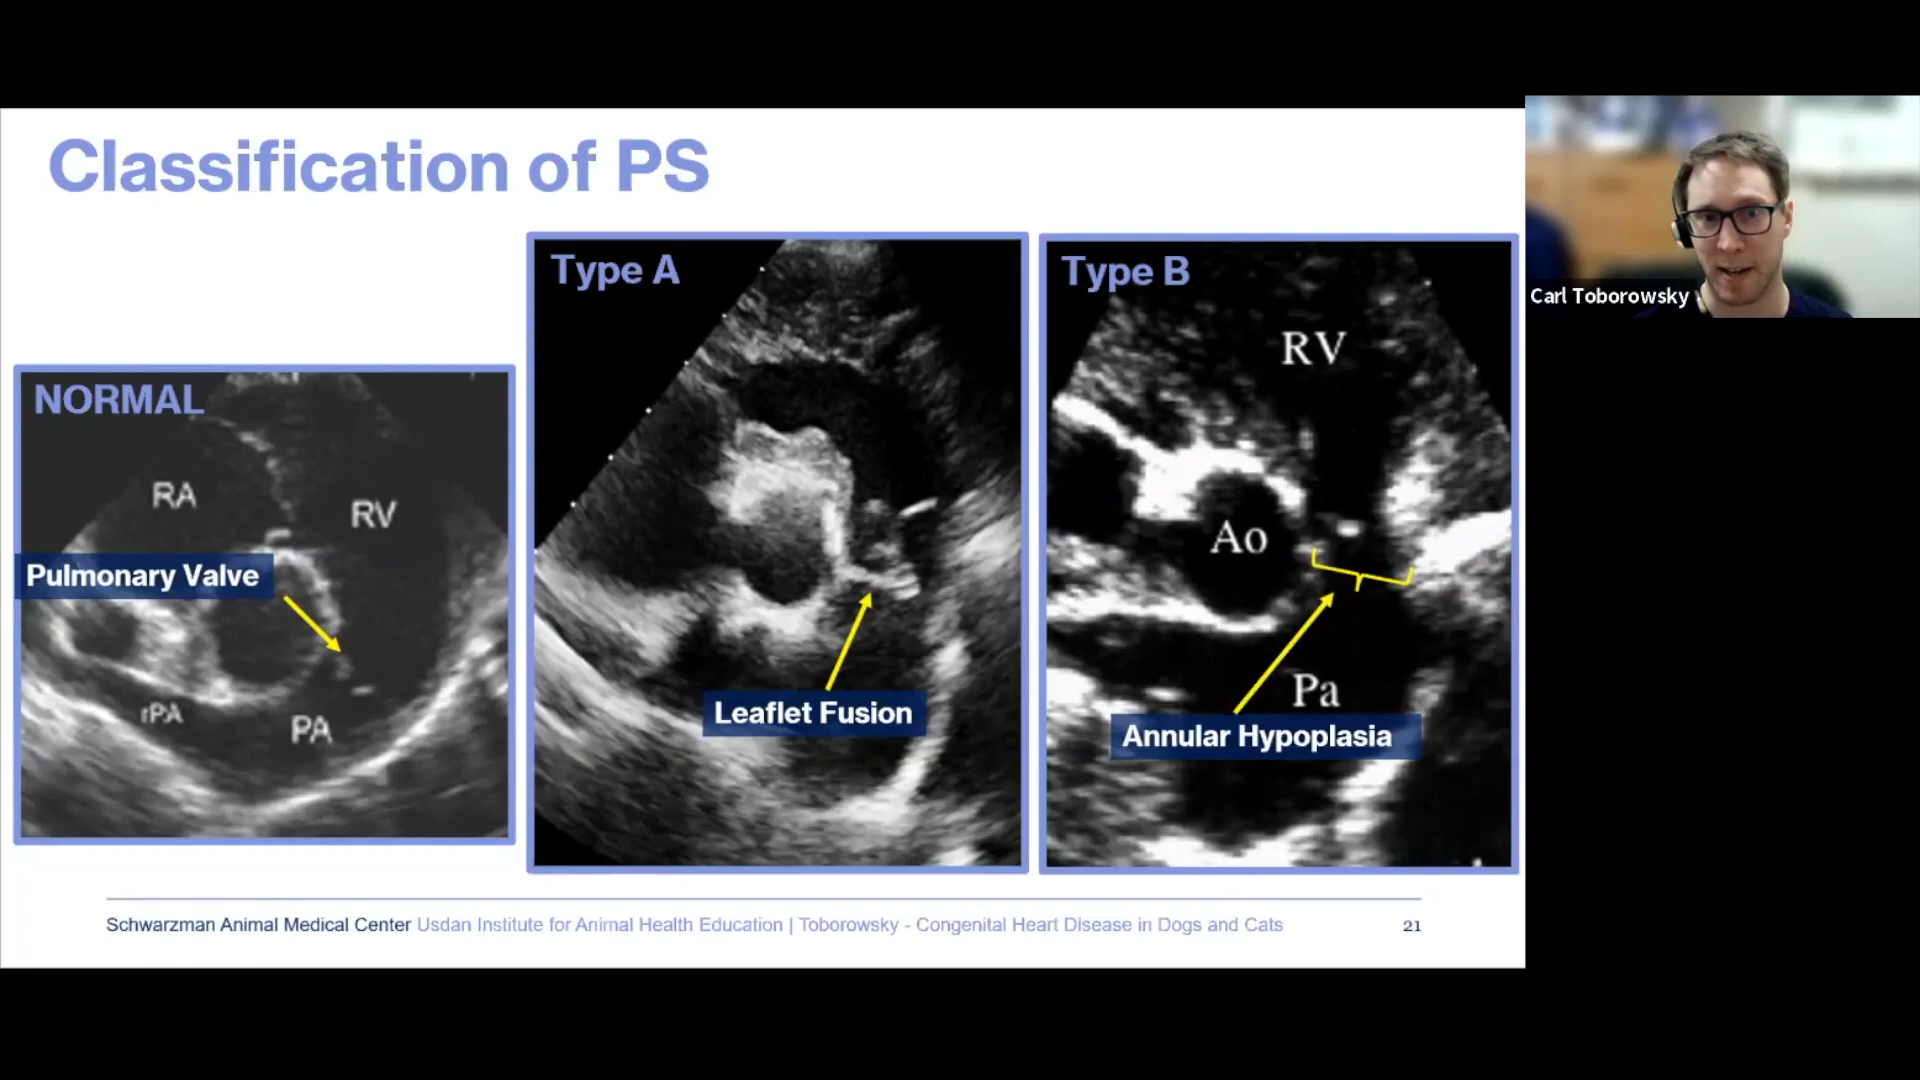 Classification of PS
NORMAL
RA
RV
Pulmonary Valve
rPA
PA
Type A
Leaflet Fusion
Type B
RV
Ao
Pa
Annular Hypoplasia
Carl Toborowsky
Schwarzman Animal Medical Center Usdan Institute for Animal Health Education | Toborowsky - Congenital Heart Disease in Dogs and Cats 21